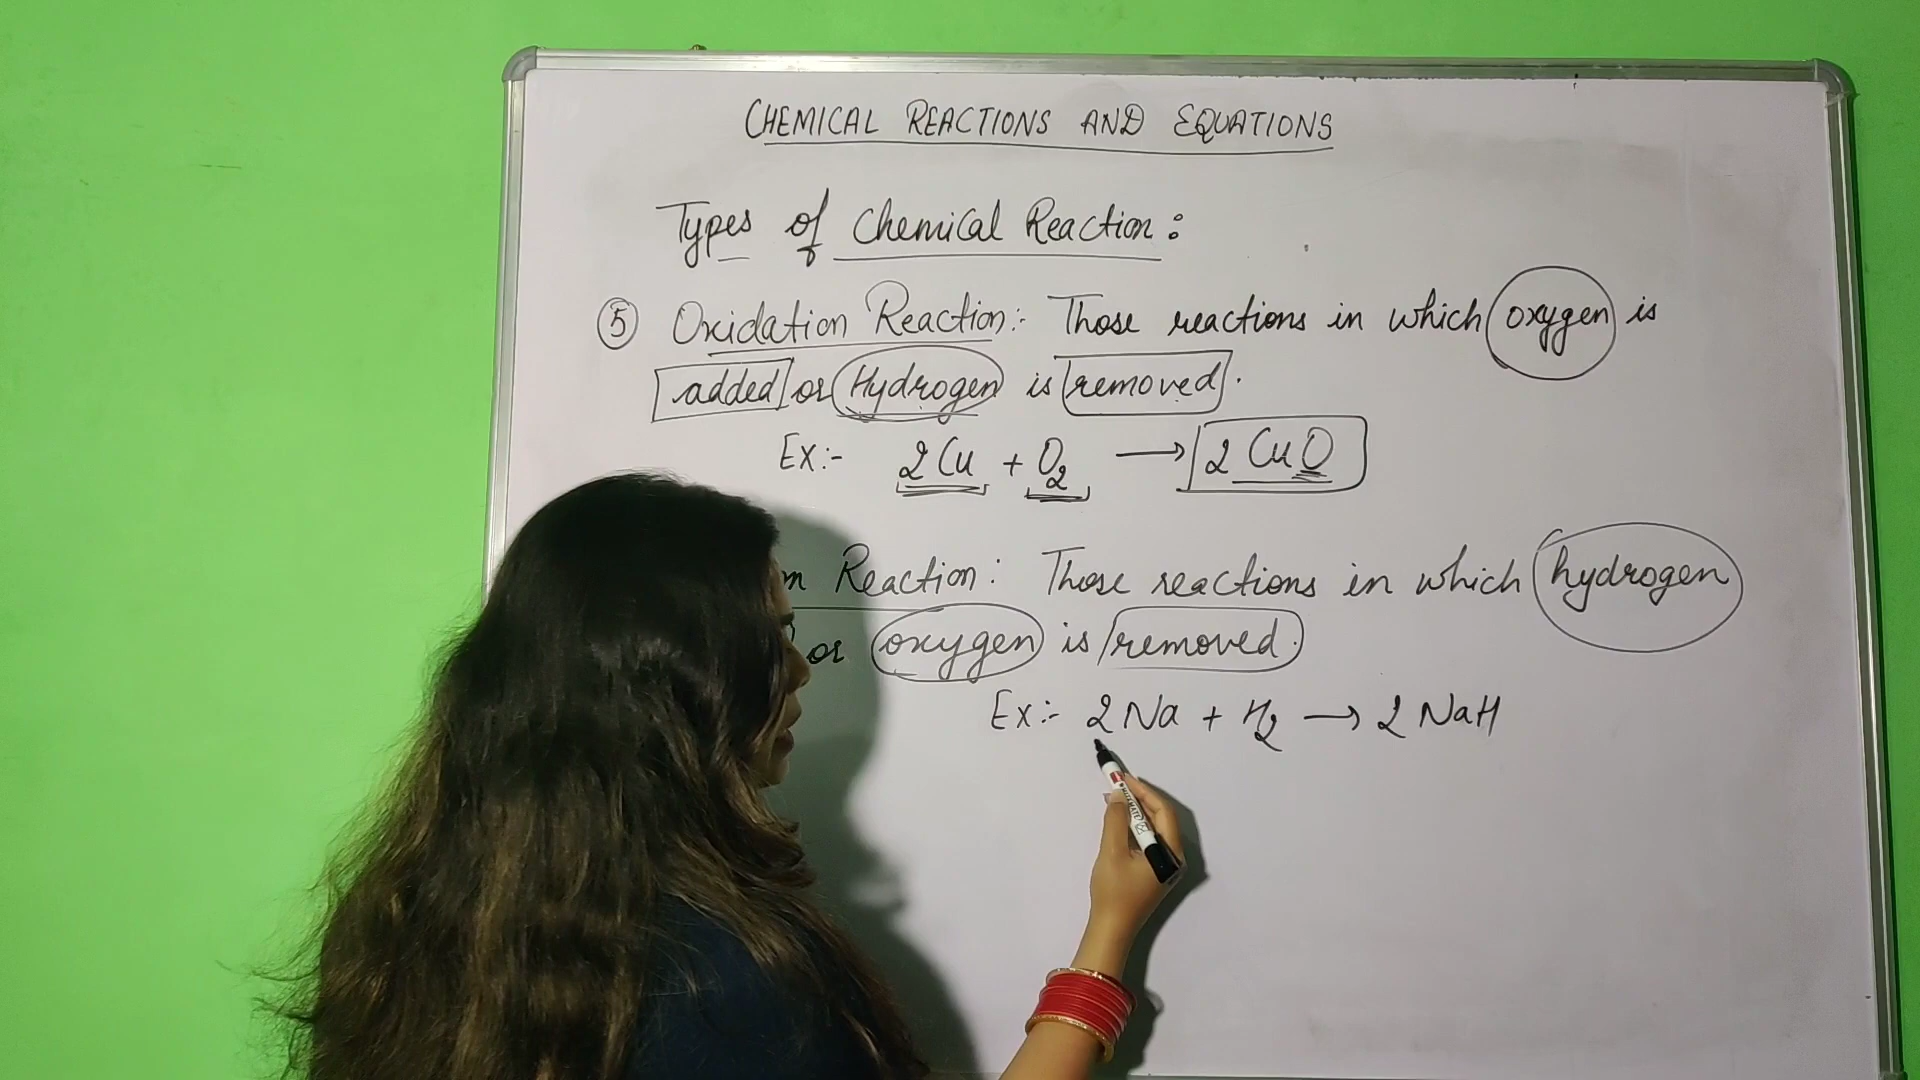 CHEMICAL REACTIONS AND EQUATIONS
Types of Chemical Reaction:
5 Oxidation Reaction:- Those reactions in which oxygen is
added or Hydrogen is removed.
Ex:- 2Cu + O₂ → 2CuO
n Reaction: Those reactions in which hydrogen
or oxygen is removed.
Ex:- 2Na + H₂ → 2NaH